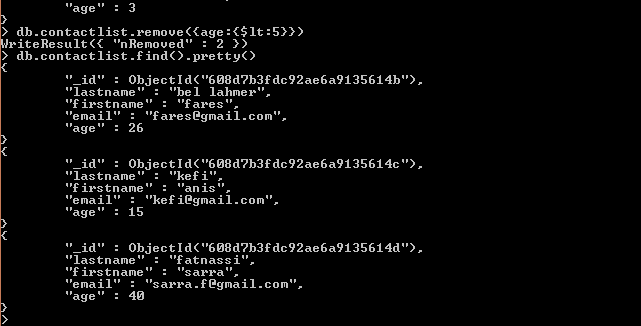 "age" : 3
}
> db.contactlist.remove({age:{$lt:5}})
WriteResult({ "nRemoved" : 2 })
> db.contactlist.find().pretty()
{
"_id" : ObjectId("608d7b3fdc92ae6a9135614b"),
"lastname" : "bel lahmer",
"firstname" : "fares",
"email" : "fares@gmail.com",
"age" : 26
}
{
"_id" : ObjectId("608d7b3fdc92ae6a9135614c"),
"lastname" : "kefi",
"firstname" : "anis",
"email" : "kefi@gmail.com",
"age" : 15
}
{
"_id" : ObjectId("608d7b3fdc92ae6a9135614d"),
"lastname" : "fatnassi",
"firstname" : "sarra",
"email" : "sarra.f@gmail.com",
"age" : 40
}
>